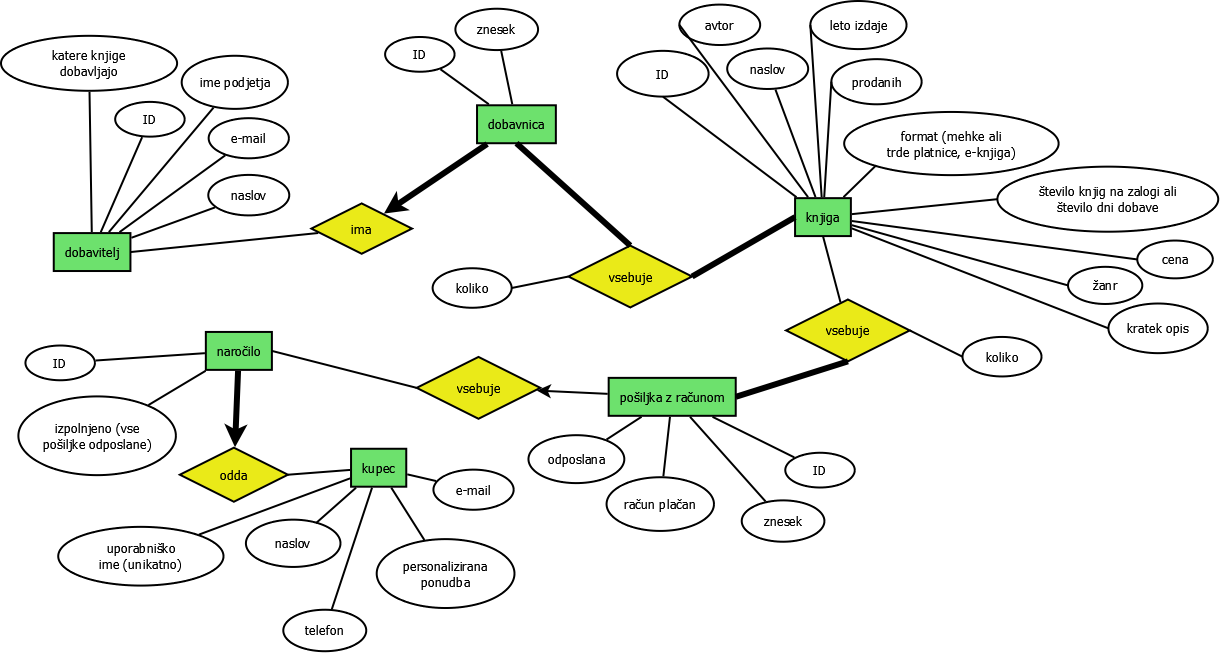 katere knjige
dobavljajo
ID
ime podjetja
e-mail
naslov
dobavitelj
ID
znesek
dobavnica
ima
vsebuje
koliko
ID
avtor
naslov
leto izdaje
prodanih
format (mehke ali
trde platnice, e-knjiga)
število knjig na zalogi ali
število dni dobave
knjiga
cena
žanr
kratek opis
vsebuje
koliko
ID
naročilo
izpolnjeno (vse
pošiljke odposlane)
vsebuje
pošiljka z računom
odposlana
račun plačan
znesek
ID
odda
kupec
e-mail
uporabniško
ime (unikatno)
naslov
personalizirana
ponudba
telefon